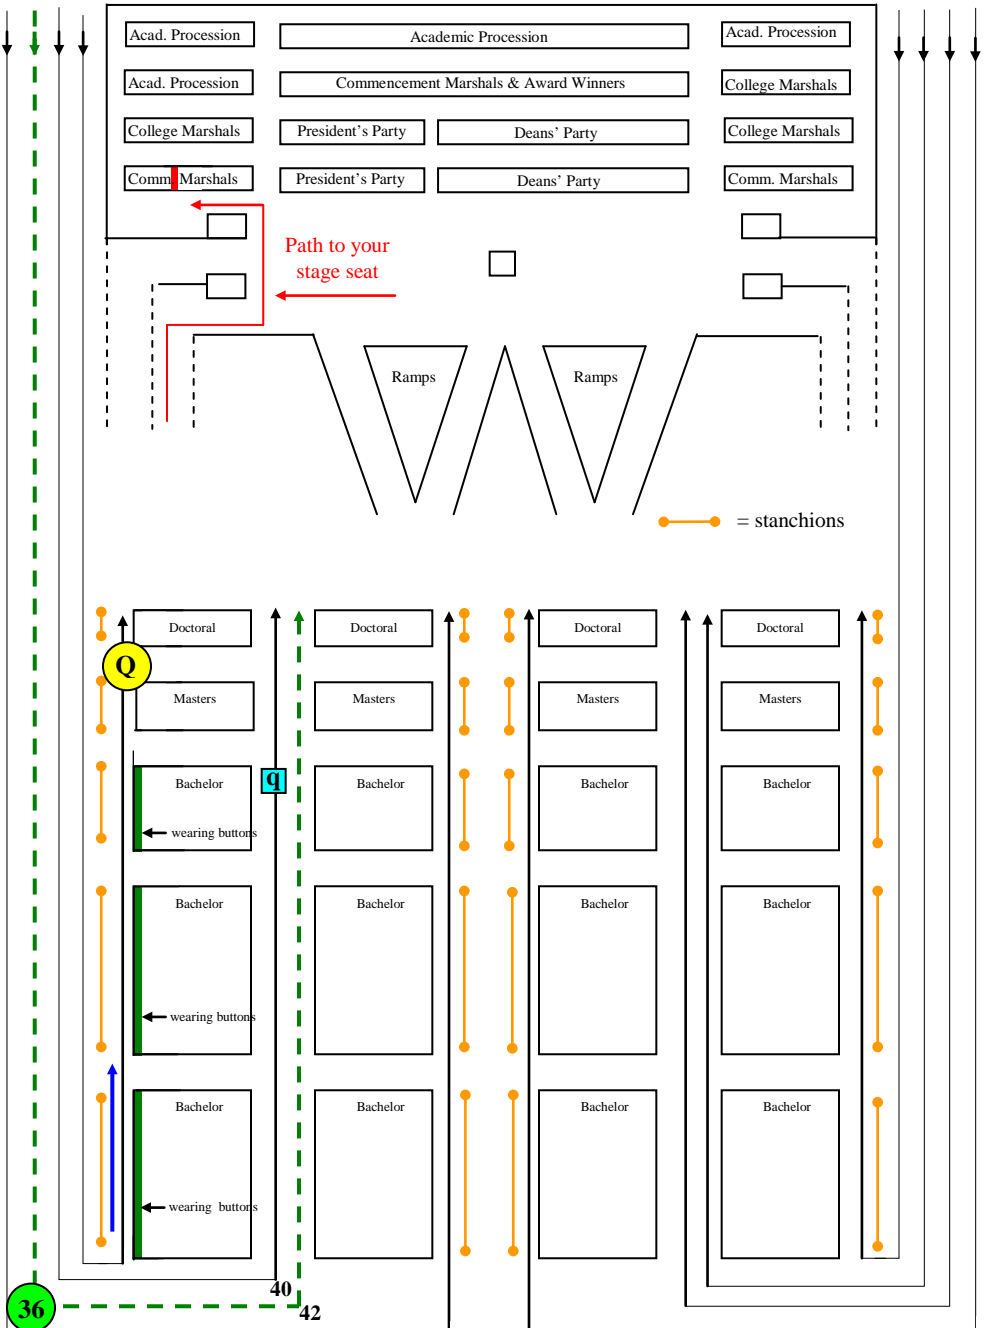 Acad. Procession
Academic Procession
Acad. Procession
Acad. Procession
Commencement Marshals & Award Winners
College Marshals
College Marshals
President's Party
Deans' Party
College Marshals
Comm. Marshals
President's Party
Deans' Party
Comm. Marshals
Path to your
stage seat
Ramps
Ramps
= stanchions
Doctoral
Doctoral
Doctoral
Doctoral
Q
Masters
Masters
Masters
Masters
q
Bachelor
Bachelor
Bachelor
Bachelor
wearing buttons
Bachelor
Bachelor
Bachelor
Bachelor
wearing buttons
Bachelor
Bachelor
Bachelor
Bachelor
wearing buttons
40
36
42